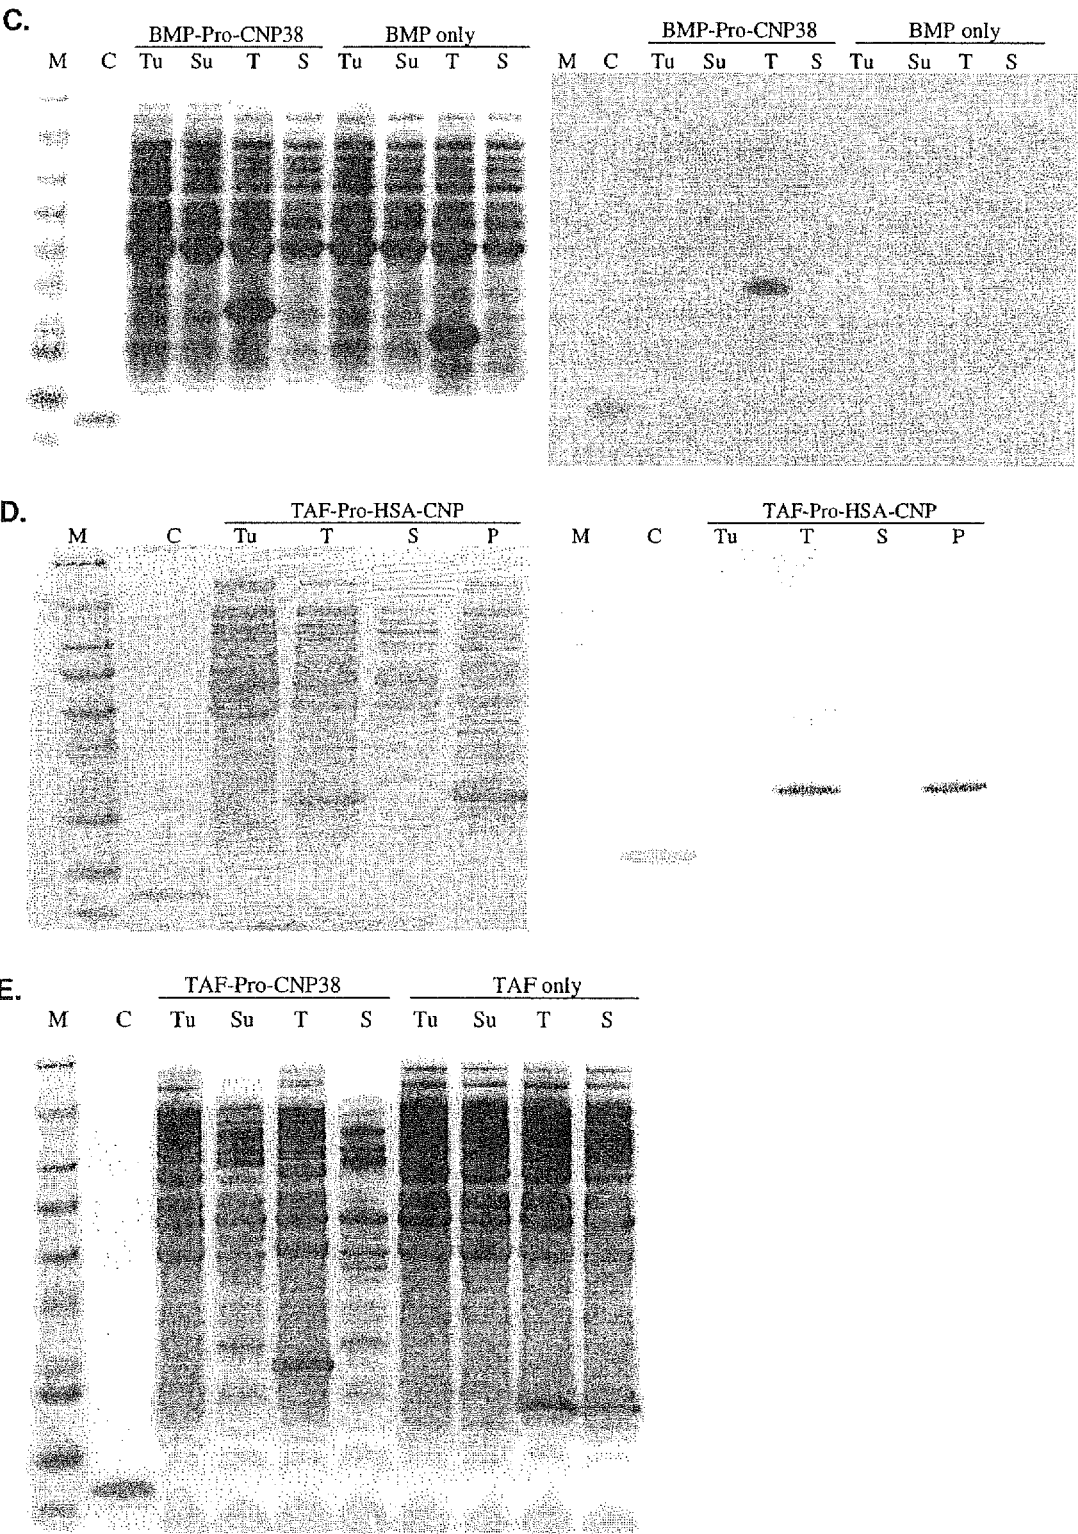 C.
BMP-Pro-CNP38 BMP only
M C Tu Su T S Tu Su T S
BMP-Pro-CNP38 BMP only
M C Tu Su T S Tu Su T S
D.
TAF-Pro-HSA-CNP
M C Tu T S P
TAF-Pro-HSA-CNP
M C Tu T S P
E.
TAF-Pro-CNP38 TAF only
M C Tu Su T S Tu Su T S